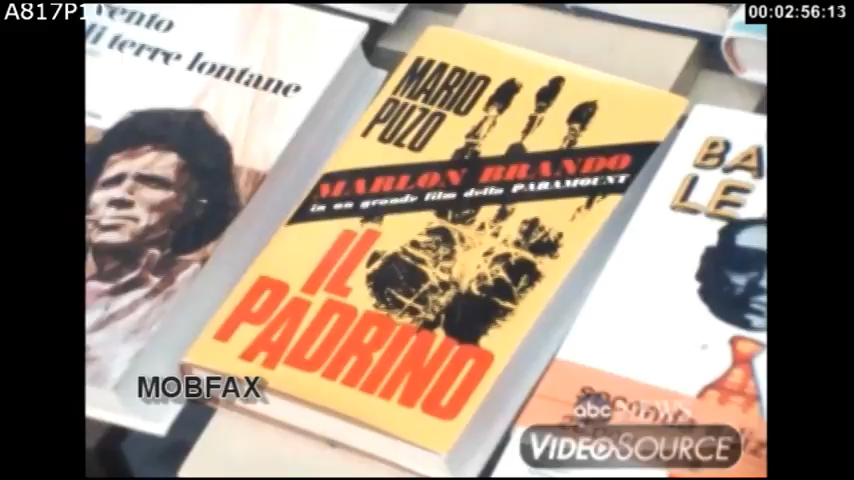 A817P1
00:02:56:13
vento
di terre lontane
MARIO
PUZO
MARLON BRANDO
in un grande film della PARAMOUNT
IL
PADRINO
BA
LE
MOBFAX
abc NEWS
VIDEOSOURCE